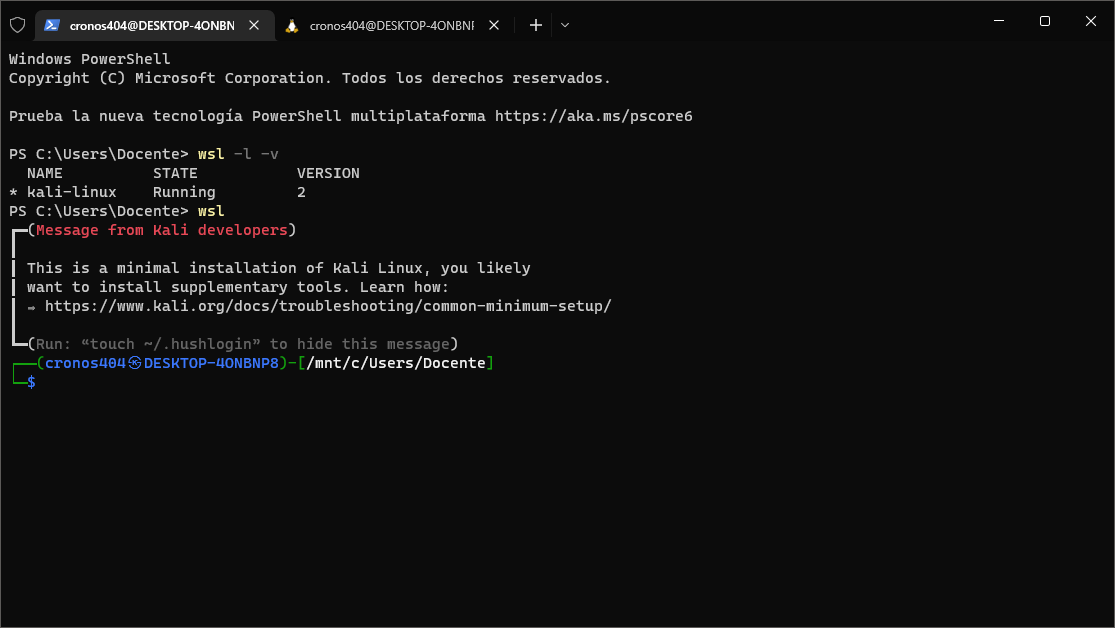 cronos404@DESKTOP-4ONBN
cronos404@DESKTOP-4ONBNF
Windows PowerShell
Copyright (C) Microsoft Corporation. Todos los derechos reservados.
Prueba la nueva tecnología PowerShell multiplataforma https://aka.ms/pscore6
PS C:\Users\Docente> wsl -l -v
NAME STATE VERSION
* kali-linux Running 2
PS C:\Users\Docente> wsl
(Message from Kali developers)
This is a minimal installation of Kali Linux, you likely
want to install supplementary tools. Learn how:
⇒ https://www.kali.org/docs/troubleshooting/common-minimum-setup/
(Run: “touch ~/.hushlogin” to hide this message)
┌──(cronos404㉿DESKTOP-4ONBNP8)-[/mnt/c/Users/Docente]
└─$